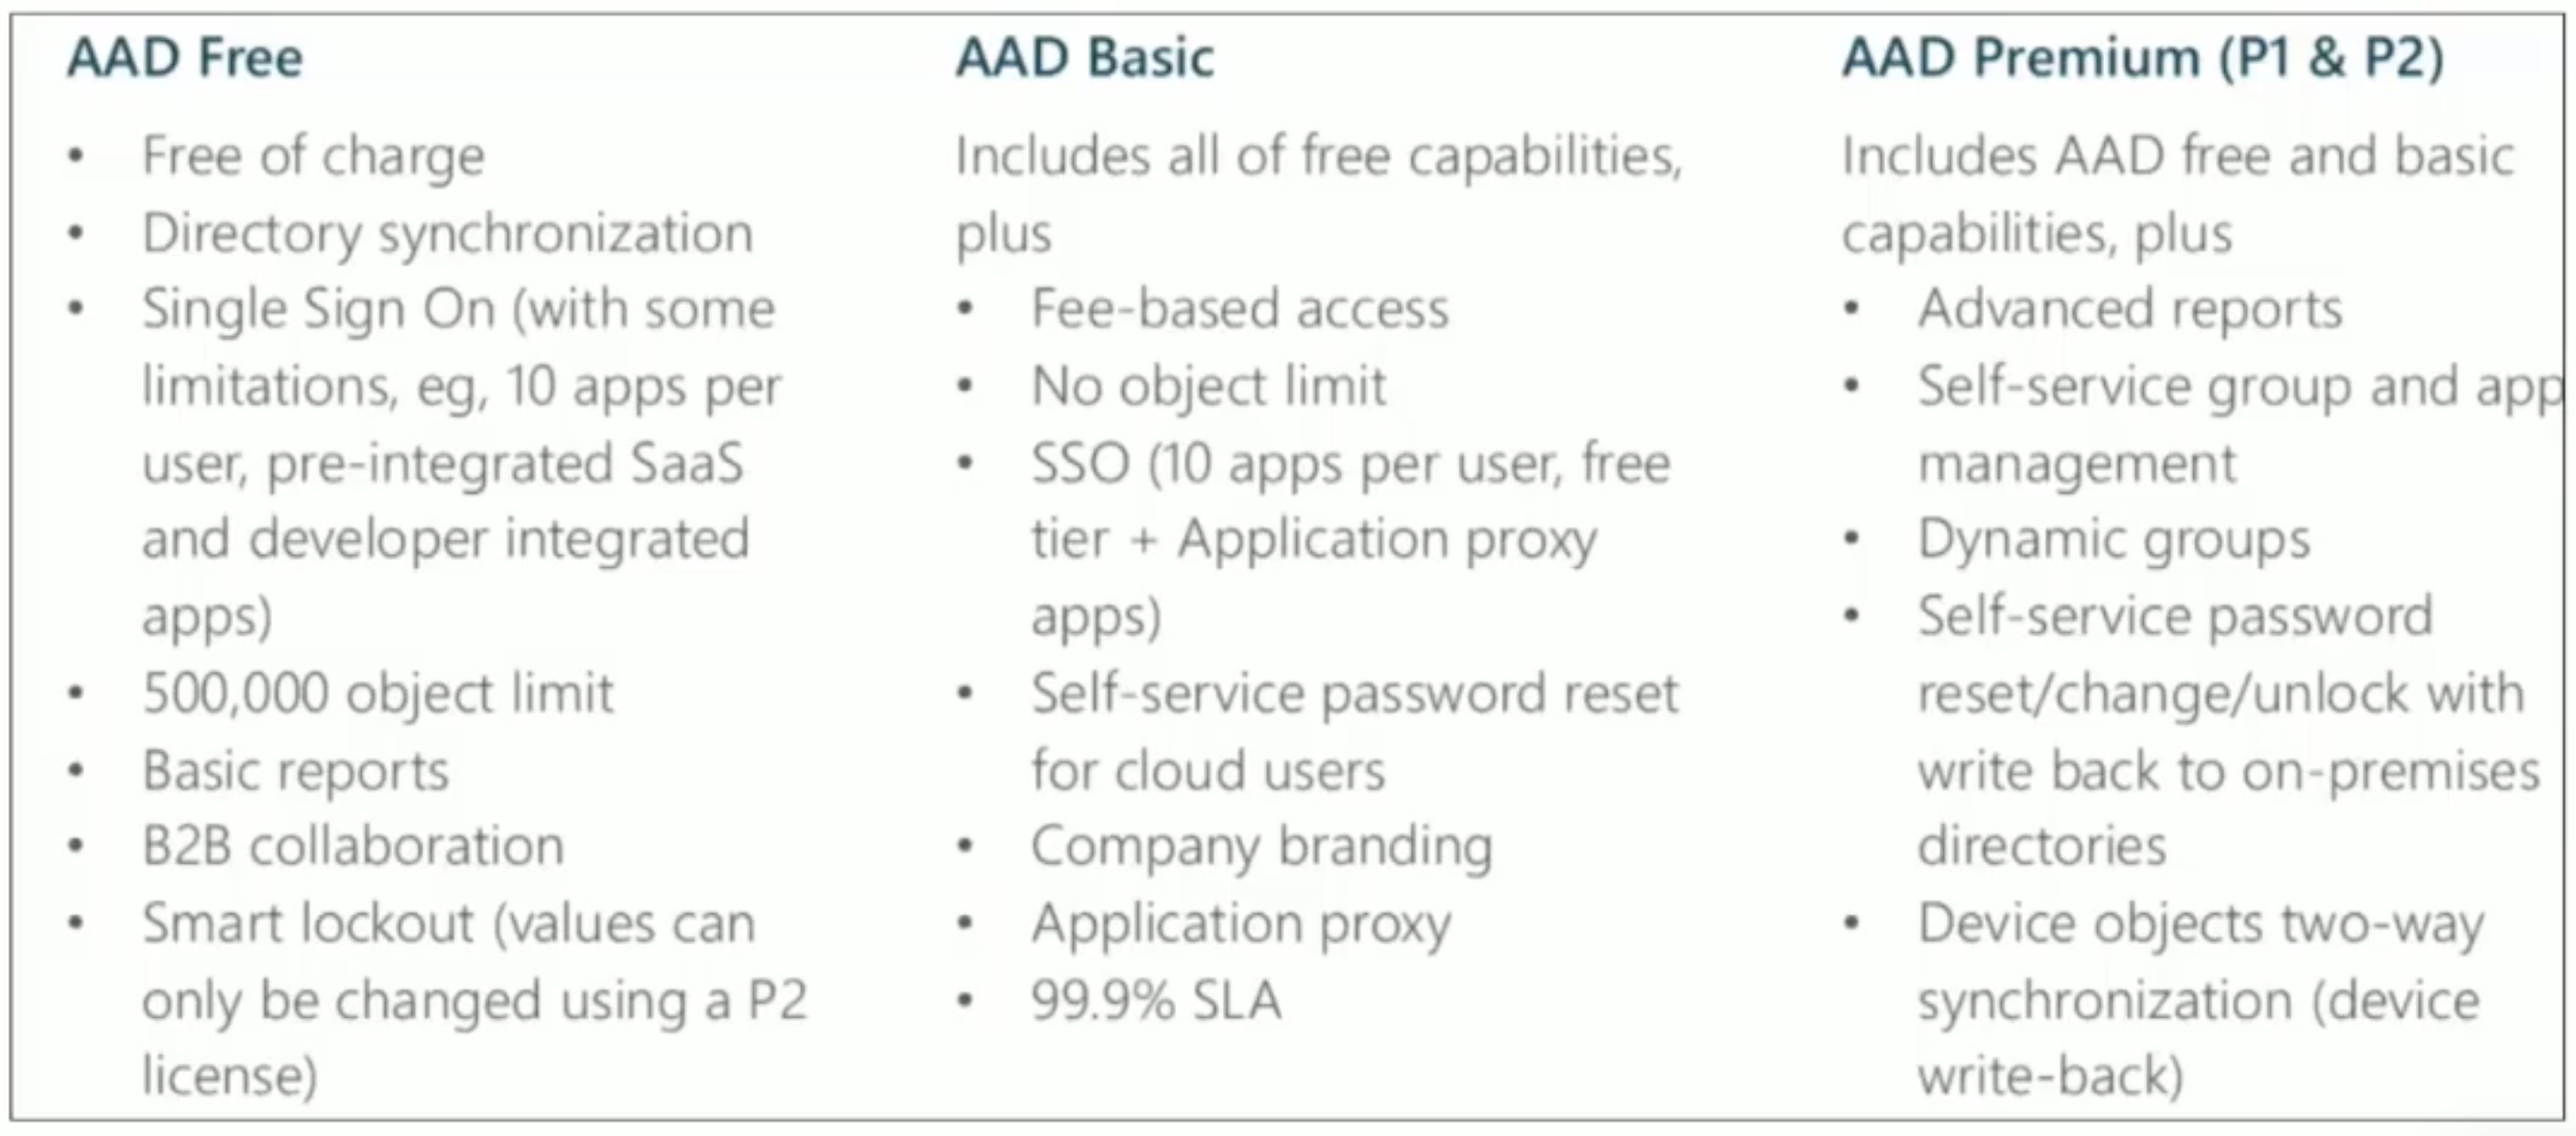 AAD Free
• Free of charge
• Directory synchronization
• Single Sign On (with some
limitations, eg, 10 apps per
user, pre-integrated SaaS
and developer integrated
apps)
• 500,000 object limit
• Basic reports
• B2B collaboration
• Smart lockout (values can
only be changed using a P2
license)
AAD Basic
Includes all of free capabilities,
plus
• Fee-based access
• No object limit
• SSO (10 apps per user, free
tier + Application proxy
apps)
• Self-service password reset
for cloud users
• Company branding
• Application proxy
• 99.9% SLA
AAD Premium (P1 & P2)
Includes AAD free and basic
capabilities, plus
• Advanced reports
• Self-service group and app
management
• Dynamic groups
• Self-service password
reset/change/unlock with
write back to on-premises
directories
• Device objects two-way
synchronization (device
write-back)